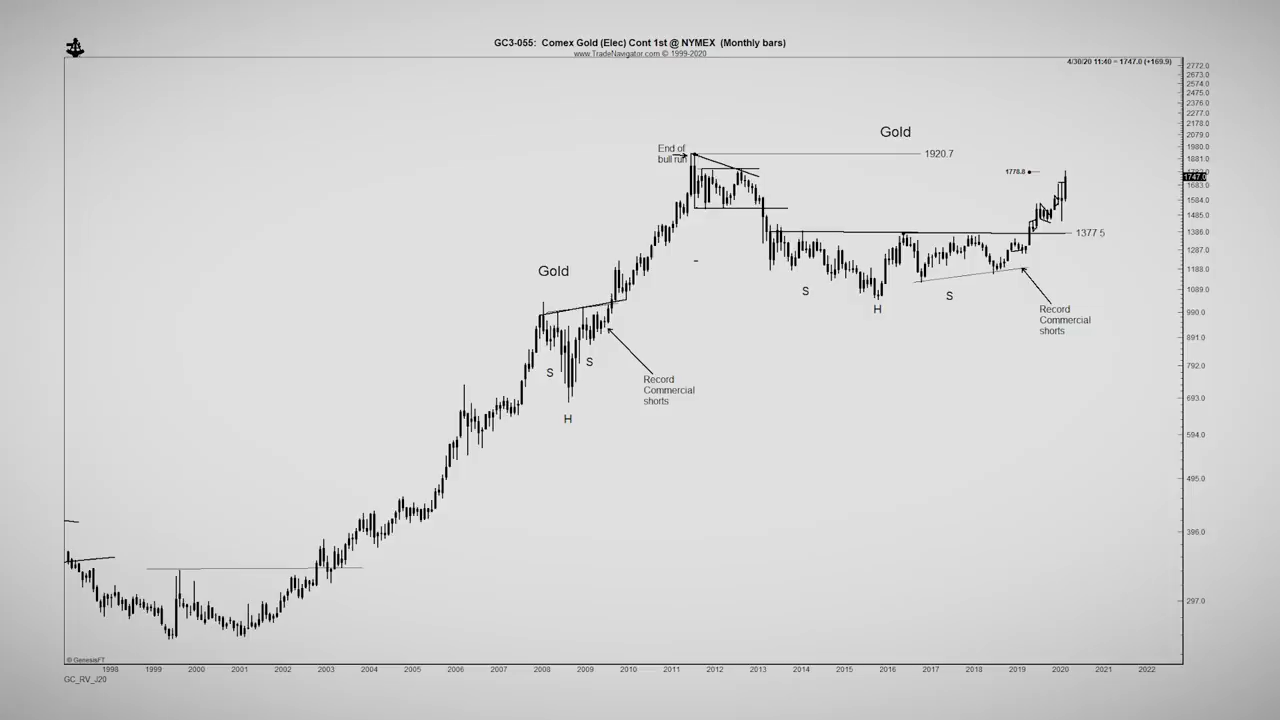 GC3-055: Comex Gold (Elec) Cont 1st @ NYMEX (Monthly bars)
www.TradeNavigator.com © 1999-2020
4/30/20 11:40 = 1747.0 (+169.9)
2772.0
2673.0
2574.0
2475.0
2376.0
2277.0
2178.0
2079.0
1980.0
1881.0
1747.0
1683.0
1584.0
1485.0
1386.0
1287.0
1188.0
1089.0
990.0
891.0
792.0
693.0
594.0
495.0
396.0
297.0
Gold
End of
bull run
1920.7
1778.8
1377.5
Gold
S
H
S
Record
Commercial
shorts
S
S
H
Record
Commercial
shorts
© GenesisFT
1998 1999 2000 2001 2002 2003 2004 2005 2006 2007 2008 2009 2010 2011 2012 2013 2014 2015 2016 2017 2018 2019 2020 2021 2022
GC_RV_J20